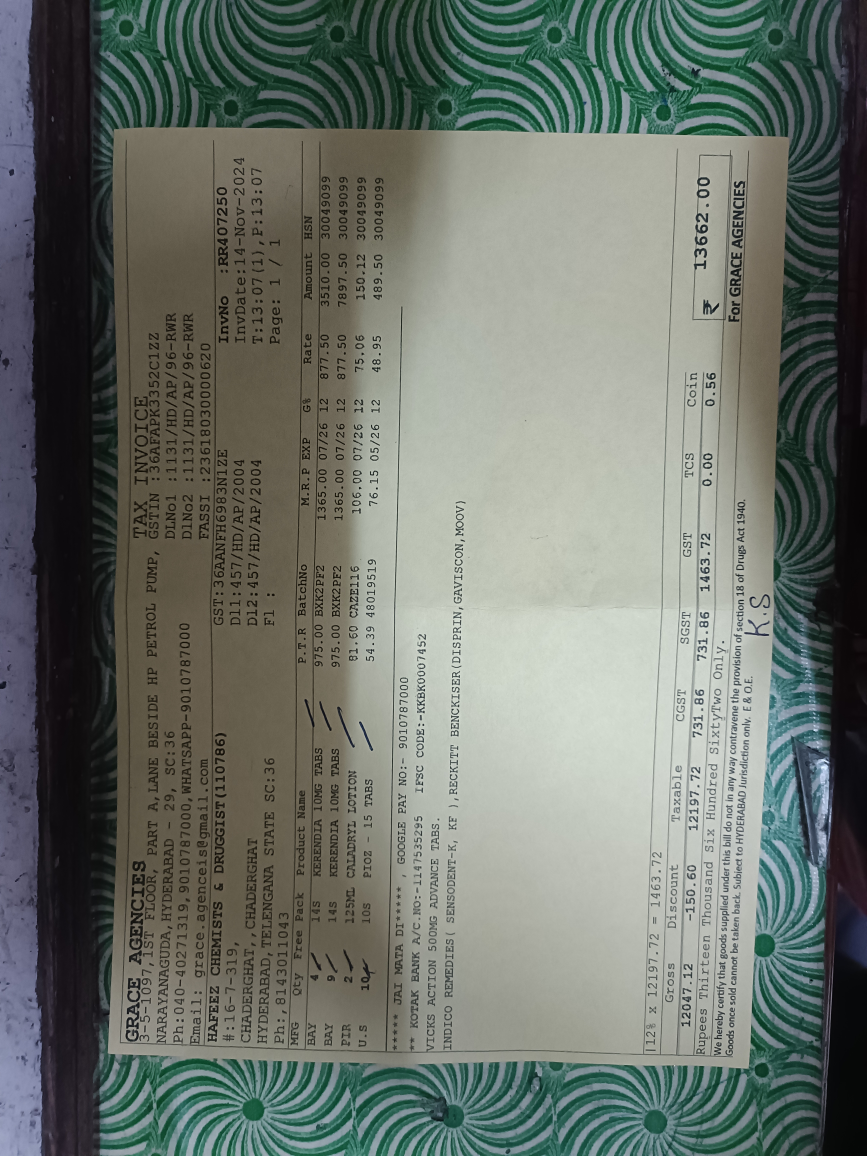 TAX INVOICE
GRACE AGENCIES
3-5-1097,1ST FLOOR, PART A,LANE BESIDE HP PETROL PUMP, GSTIN :36AFAPK3352C1ZZ
NARAYANAGUDA,HYDERABAD - 29, SC:36 DLNo1 :1131/HD/AP/96-RWR
Ph:040-40271319,9010787000,WHATSAPP-9010787000 DlNo2 :1131/HD/AP/96-RWR
Email: grace.agenceis@gmail.com FASSI :23618030000620
HAFEEZ CHEMISTS & DRUGGIST(110786) GST:36AANFH6983N1ZE InvNo :RR407250
#:16-7-319, Dl1:457/HD/AP/2004 InvDate:14-Nov-2024
CHADERGHAT,,CHADERGHAT Dl2:457/HD/AP/2004 T:13:07(1),P:13:07
HYDERABAD,TELENGANA STATE SC:36 Fl : Page: 1 / 1
Ph:,8143011043
MFG Qty Free Pack Product Name P.T.R BatchNo M.R.P EXP G% Rate Amount HSN
BAY 4 14S KERENDIA 10MG TABS 975.00 BXK2PF2 1365.00 07/26 12 877.50 3510.00 30049099
BAY 9 14S KERENDIA 10MG TABS 975.00 BXK2PF2 1365.00 07/26 12 877.50 7897.50 30049099
PIR 2 125ML CALADRYL LOTION 81.60 CAZE116 106.00 07/26 12 75.06 150.12 30049099
U.S 10 10S PIOZ - 15 TABS 54.39 48019519 76.15 05/26 12 48.95 489.50 30049099
***** JAI MATA DI***** , GOOGLE PAY NO:- 9010787000
** KOTAK BANK A/C.NO:-1147535295 IFSC CODE:-KKBK0007452
VICKS ACTION 500MG ADVANCE TABS.
INDICO REMEDIES( SENSODENT-K, KF ),RECKITT BENCKISER(DISPRIN,GAVISCON,MOOV)
|12% x 12197.72 = 1463.72
Gross Discount Taxable CGST SGST GST TCS Coin
12047.12 -150.60 12197.72 731.86 731.86 1463.72 0.00 0.56 ₹ 13662.00
Rupees Thirteen Thousand Six Hundred SixtyTwo Only.
We hereby certify that goods supplied under this bill do not in any way contravene the provision of section 18 of Drugs Act 1940. For GRACE AGENCIES
Goods once sold cannot be taken back. Subject to HYDERABAD Jurisdiction only. E & O.E.
K.S